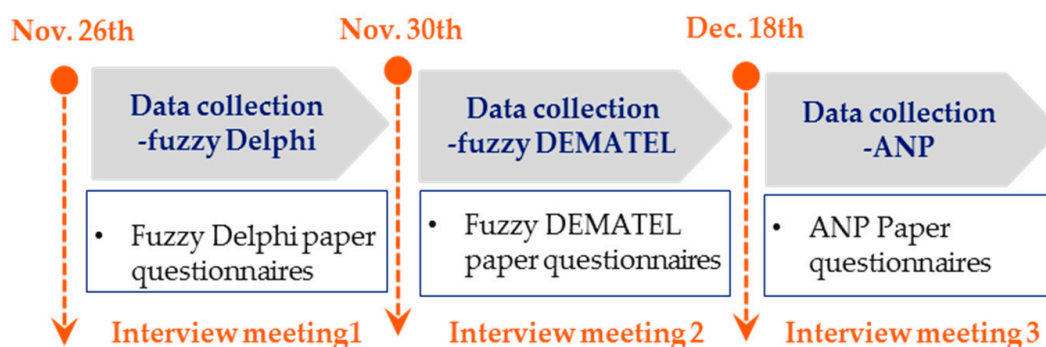 Nov. 26th
Nov. 30th
Dec. 18th
Data collection
-fuzzy Delphi
Data collection
-fuzzy DEMATEL
Data collection
-ANP
• Fuzzy Delphi paper
questionnaires
• Fuzzy DEMATEL
paper questionnaires
• ANP Paper
questionnaires
Interview meeting1
Interview meeting 2
Interview meeting 3